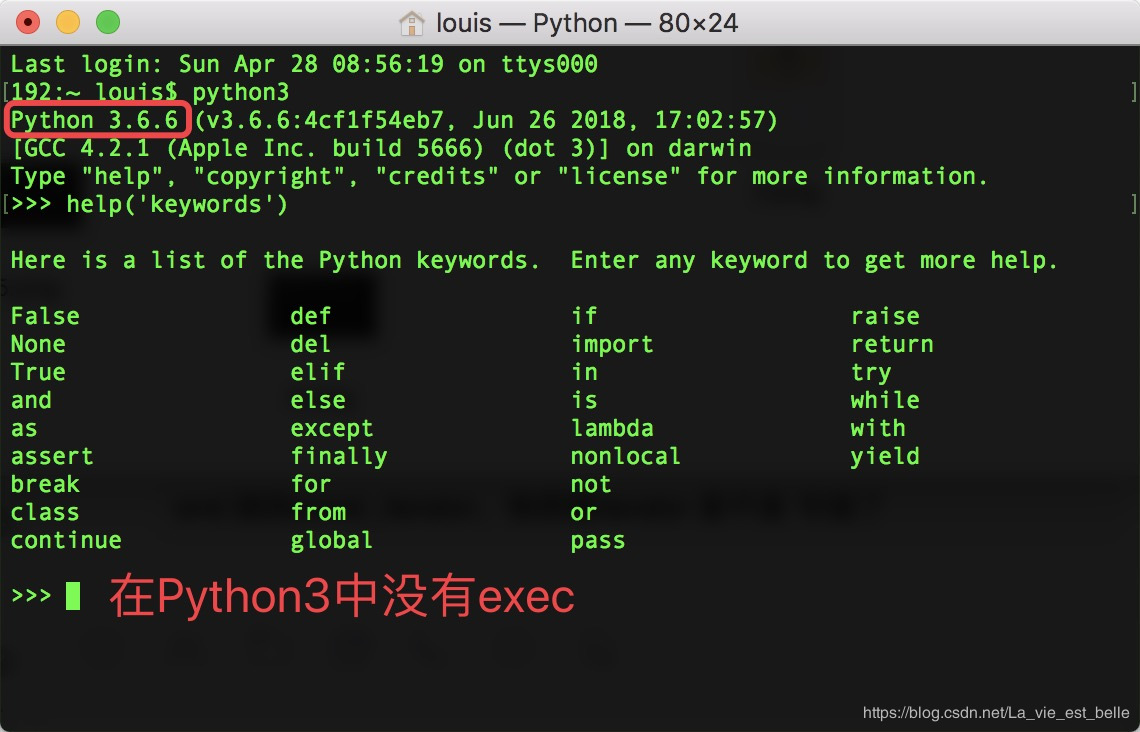 louis — Python — 80×24
Last login: Sun Apr 28 08:56:19 on ttys000
[192:~ louis$ python3 ]
Python 3.6.6 (v3.6.6:4cf1f54eb7, Jun 26 2018, 17:02:57)
[GCC 4.2.1 (Apple Inc. build 5666) (dot 3)] on darwin
Type "help", "copyright", "credits" or "license" for more information.
[>>> help('keywords') ]
Here is a list of the Python keywords.  Enter any keyword to get more help.
False def if raise
None del import return
True elif in try
and else is while
as except lambda with
assert finally nonlocal yield
break for not
class from or
continue global pass
>>> 在Python3中没有exec
https://blog.csdn.net/La_vie_est_belle